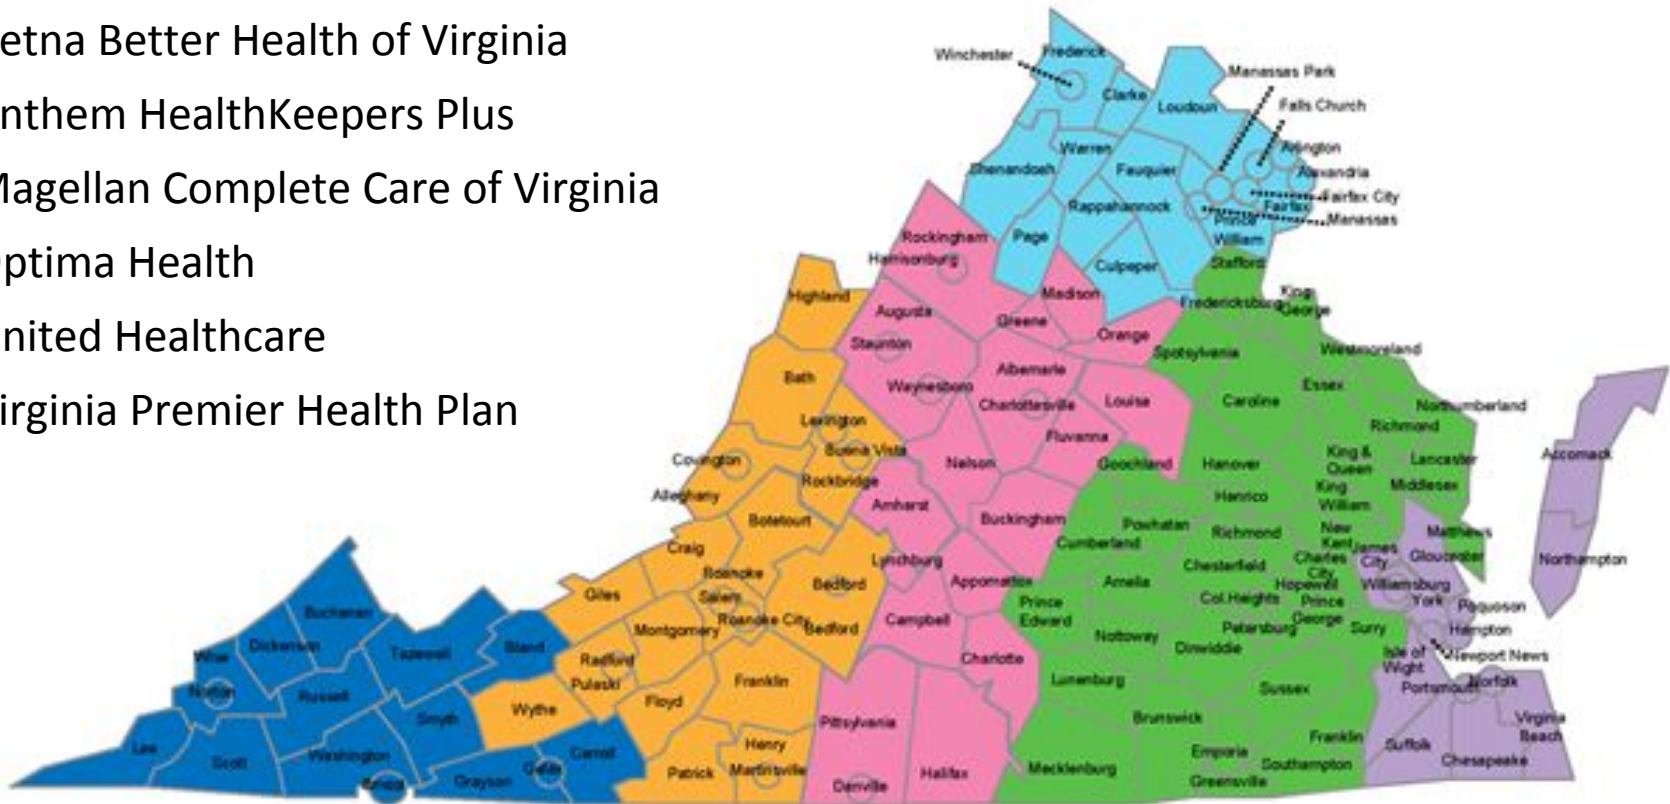 etna Better Health of Virginia
nthem HealthKeepers Plus
Magellan Complete Care of Virginia
ptima Health
nited Healthcare
irginia Premier Health Plan
Winchester
Frederick
Clarke
Loudoun
Manassas Park
Falls Church
Arlington
Alexandria
Fairfax City
Fairfax
Manassas
Prince
William
Shenandoah
Warren
Fauquier
Rappahannock
Page
Culpeper
Stafford
Fredericksburg
King
George
Rockingham
Harrisonburg
Madison
Augusta
Greene
Orange
Staunton
Albemarle
Waynesboro
Charlottesville
Louisa
Fluvanna
Nelson
Amherst
Buckingham
Lynchburg
Appomattox
Campbell
Charlotte
Pittsylvania
Halifax
Danville
Highland
Bath
Lexington
Buena Vista
Covington
Rockbridge
Alleghany
Botetourt
Craig
Roanoke
Bedford
Giles
Salem
Roanoke City
Bedford
Montgomery
Radford
Pulaski
Franklin
Floyd
Wythe
Henry
Patrick
Martinsville
Buchanan
Dickenson
Wise
Tazewell
Bland
Norton
Russell
Smyth
Lee
Scott
Washington
Bristol
Grayson
Galax
Carroll
Spotsylvania
Westmoreland
Essex
Caroline
Northumberland
Richmond
Goochland
Hanover
King &
Queen
Lancaster
Henrico
King
William
Middlesex
Powhatan
Richmond
New
Kent
Cumberland
Chesterfield
Charles
City
Amelia
Hopewell
Prince
Edward
Col.Heights
Prince
George
Petersburg
Surry
Nottoway
Dinwiddie
Lunenburg
Sussex
Brunswick
Franklin
Emporia
Southampton
Mecklenburg
Greensville
Matthews
James
City
Gloucester
Williamsburg
York
Poquoson
Hampton
Newport News
Isle of
Wight
Portsmouth
Norfolk
Virginia
Beach
Suffolk
Chesapeake
Accomack
Northampton